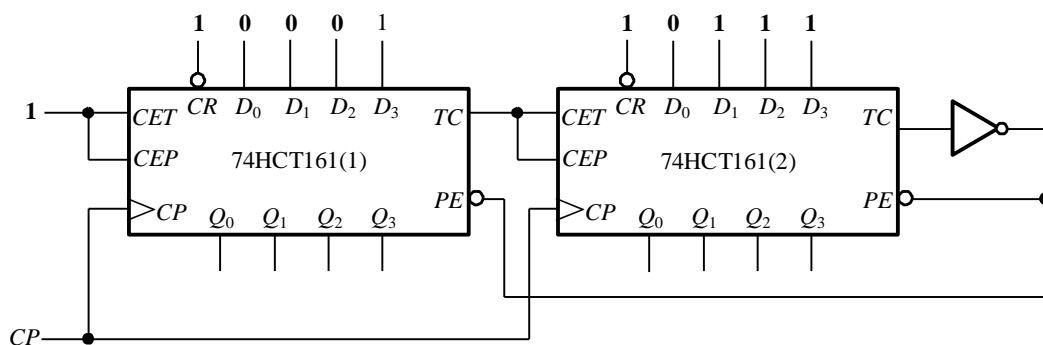 1 0 0 0 1 1 0 1 1 1
CR D₀ D₁ D₂ D₃ CR D₀ D₁ D₂ D₃
1 CET TC CET TC
CEP 74HCT161(1) CEP 74HCT161(2)
PE PE
CP Q₀ Q₁ Q₂ Q₃ CP Q₀ Q₁ Q₂ Q₃
CP